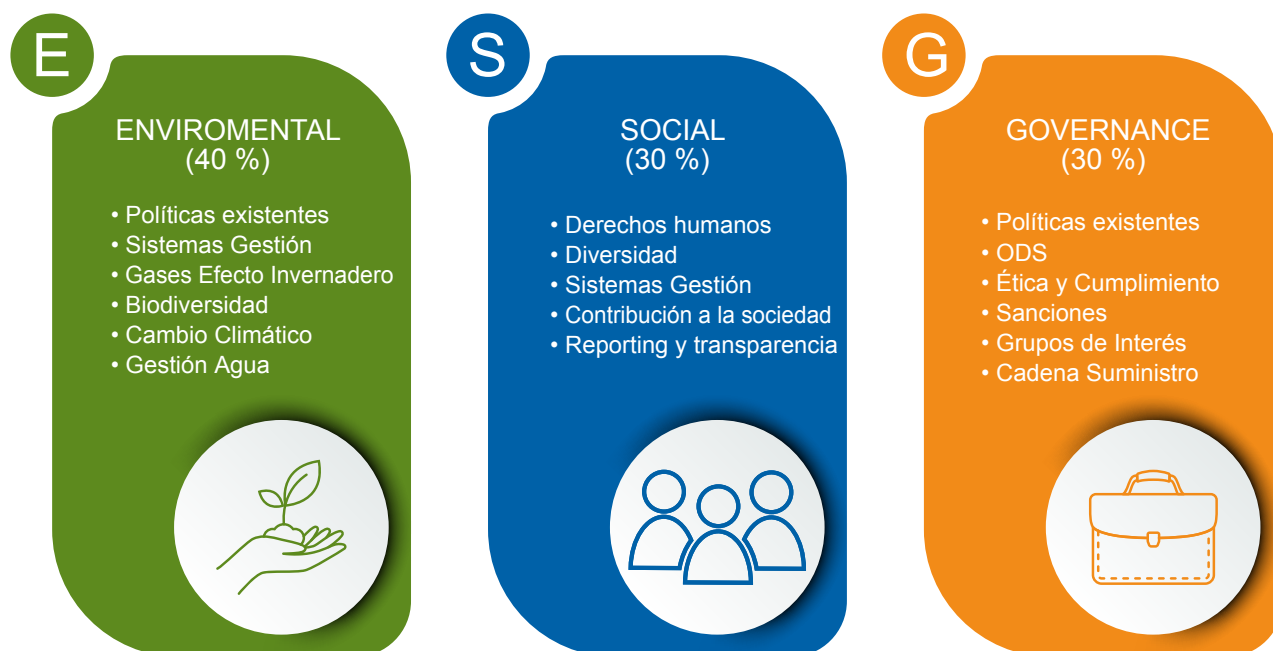 E
ENVIROMENTAL
(40 %)
• Políticas existentes
• Sistemas Gestión
• Gases Efecto Invernadero
• Biodiversidad
• Cambio Climático
• Gestión Agua
S
SOCIAL
(30 %)
• Derechos humanos
• Diversidad
• Sistemas Gestión
• Contribución a la sociedad
• Reporting y transparencia
G
GOVERNANCE
(30 %)
• Políticas existentes
• ODS
• Ética y Cumplimiento
• Sanciones
• Grupos de Interés
• Cadena Suministro